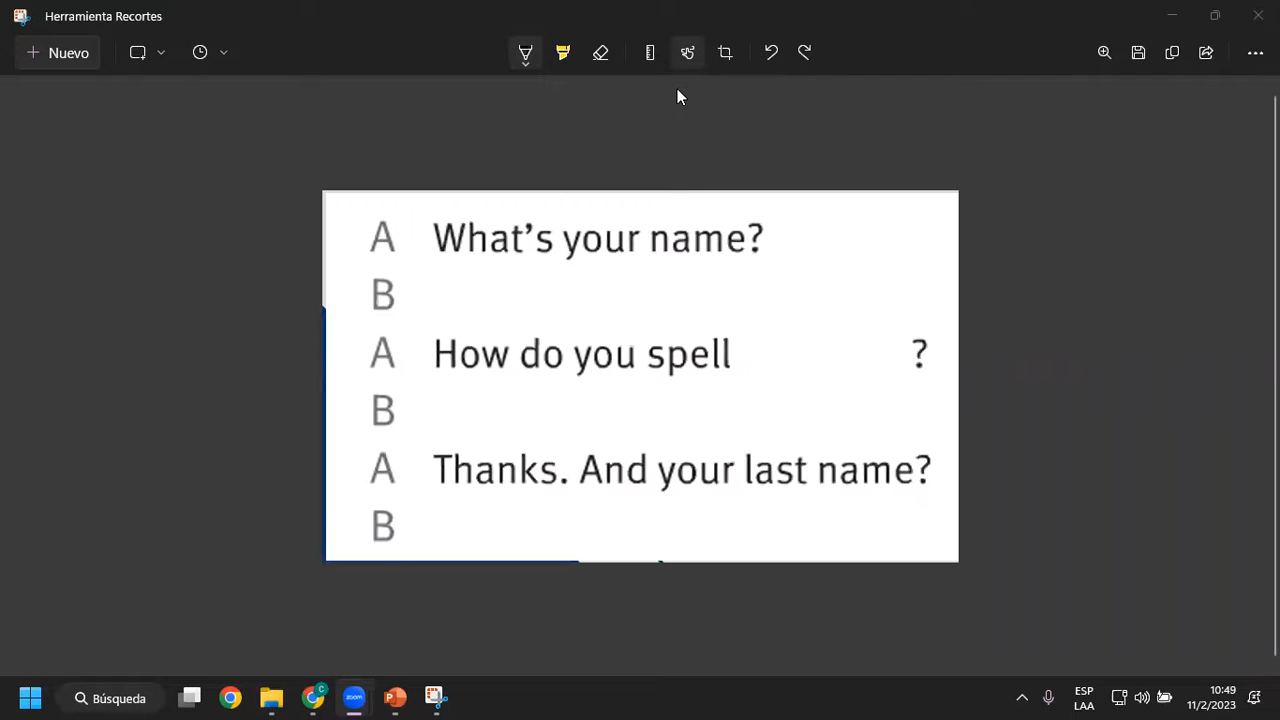 Herramienta Recortes
Nuevo
A What's your name?
B
A How do you spell ?
B
A Thanks. And your last name?
B
Búsqueda
zoom
ESP
LAA
10:49
11/2/2023